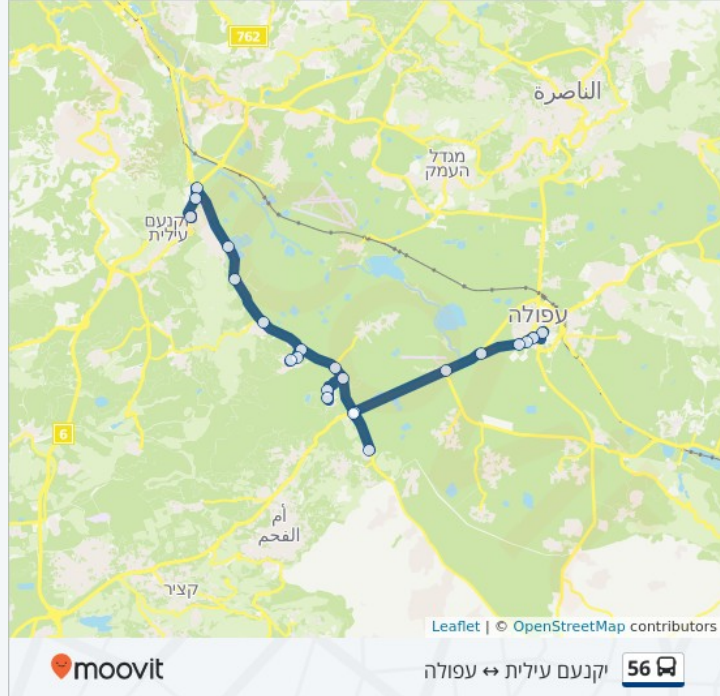 762
الناصرة
מגדל
העמק
יקנעם
עילית
עפולה
6
أم
الفحم
קציר
Leaflet | © OpenStreetMap contributors
moovit
יקנעם עילית ↔ עפולה
56